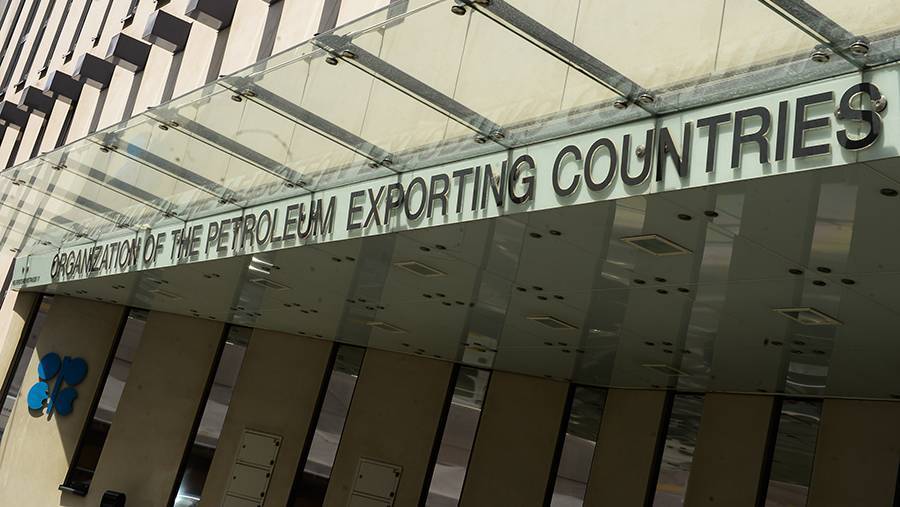 ORGANIZATION OF THE PETROLEUM EXPORTING COUNTRIES